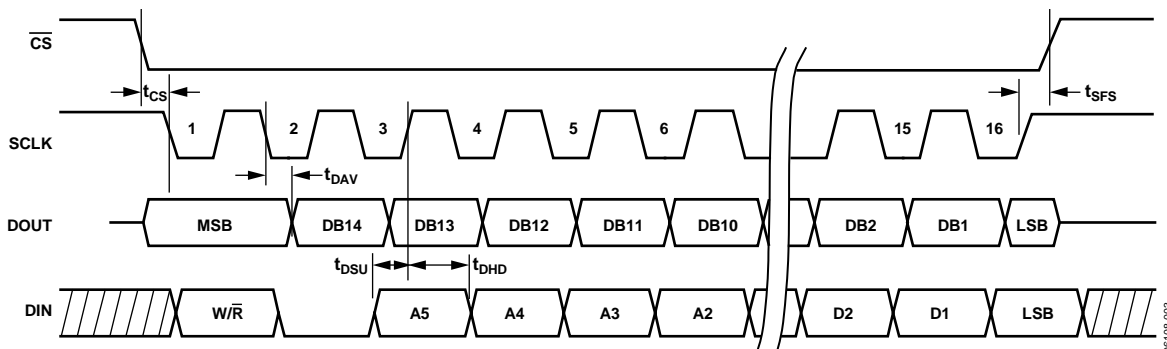 CS
tCS
tSFS
1 2 3 4 5 6 15 16
SCLK
tDAV
DOUT MSB DB14 DB13 DB12 DB11 DB10 DB2 DB1 LSB
tDSU tDHD
DIN W/R A5 A4 A3 A2 D2 D1 LSB